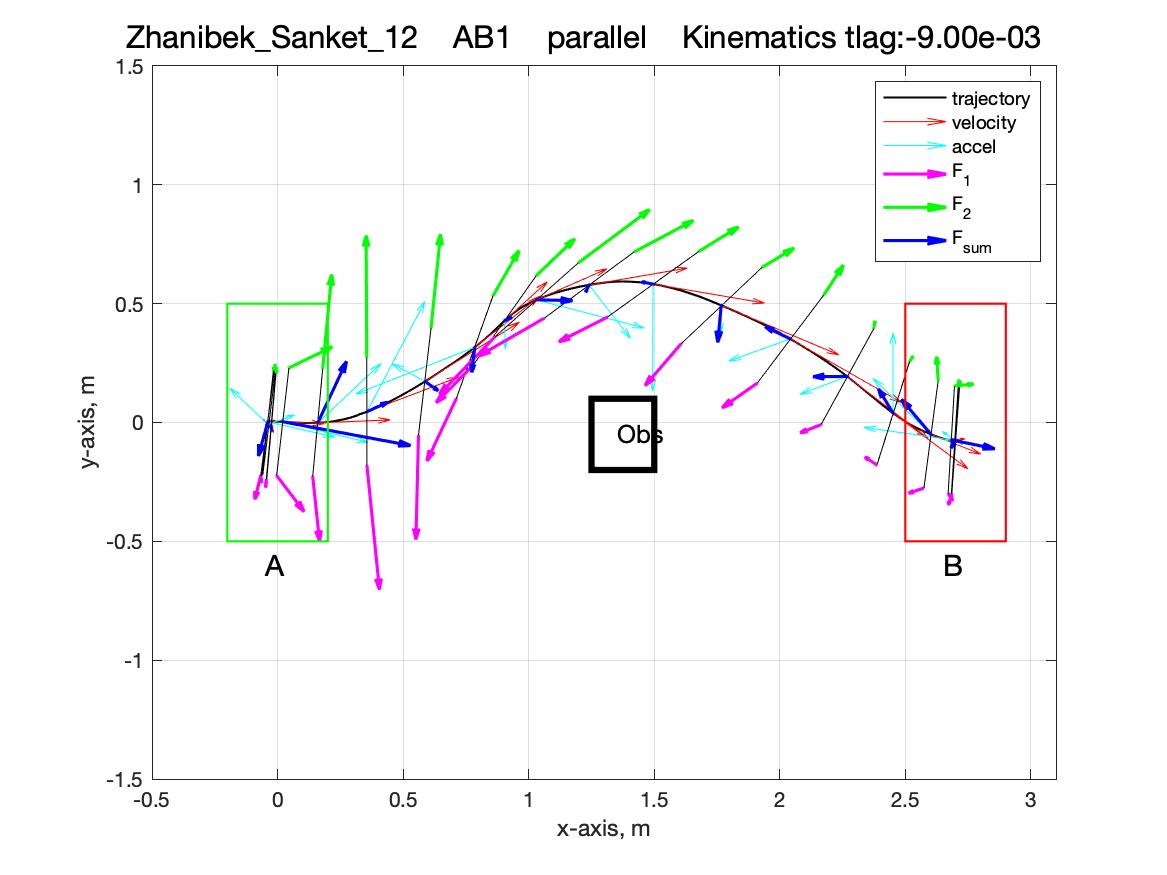 Zhanibek_Sanket_12 AB1 parallel Kinematics tlag:-9.00e-03
1.5
1
0.5
0
-0.5
-1
-1.5
y-axis, m
trajectory
velocity
accel
F1
F2
Fsum
Obs
A
B
-0.5 0 0.5 1 1.5 2 2.5 3
x-axis, m